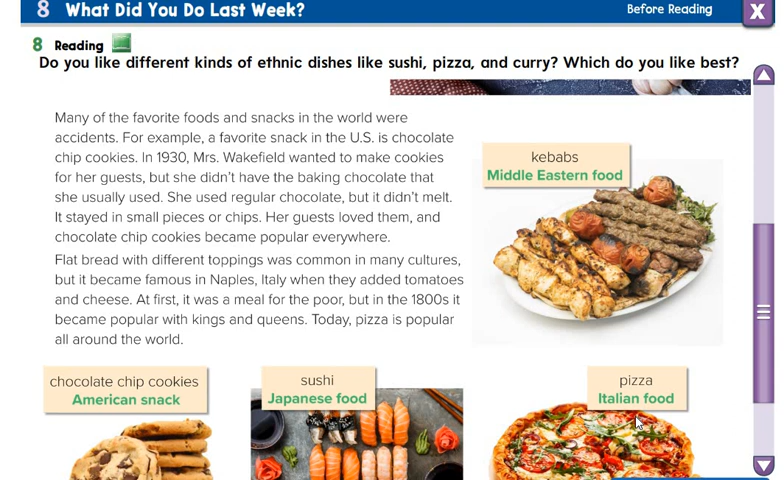 8 What Did You Do Last Week?
Before Reading
X
8 Reading
Do you like different kinds of ethnic dishes like sushi, pizza, and curry? Which do you like best?
Many of the favorite foods and snacks in the world were
accidents. For example, a favorite snack in the U.S. is chocolate
chip cookies. In 1930, Mrs. Wakefield wanted to make cookies
for her guests, but she didn't have the baking chocolate that
she usually used. She used regular chocolate, but it didn't melt.
It stayed in small pieces or chips. Her guests loved them, and
chocolate chip cookies became popular everywhere.
Flat bread with different toppings was common in many cultures,
but it became famous in Naples, Italy when they added tomatoes
and cheese. At first, it was a meal for the poor, but in the 1800s it
became popular with kings and queens. Today, pizza is popular
all around the world.
kebabs
Middle Eastern food
chocolate chip cookies
American snack
sushi
Japanese food
pizza
Italian food